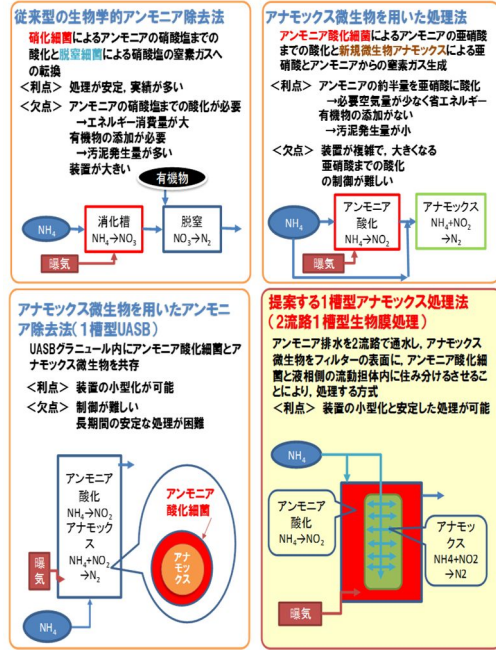 従来型の生物学的アンモニア除去法
硝化細菌によるアンモニアの硝酸塩までの
酸化と脱窒細菌による硝酸塩の窒素ガスへ
の転換
＜利点＞ 処理が安定，実績が多い
＜欠点＞ アンモニアの硝酸塩までの酸化が必要
→エネルギー消費量が大
有機物の添加が必要
→汚泥発生量が多い
装置が大きい
有機物
NH₄
消化槽
NH₄→NO₃
脱窒
NO₃→N₂
曝気
アナモックス微生物を用いた処理法
アンモニア酸化細菌によるアンモニアの亜硝酸
までの酸化と新規微生物アナモックスによる亜
硝酸とアンモニアからの窒素ガス生成
＜利点＞ アンモニアの約半量を亜硝酸に酸化
→必要空気量が少なく省エネルギー
有機物の添加がない
→汚泥発生量が小
＜欠点＞ 装置が複雑で，大きくなる
亜硝酸までの酸化
の制御が難しい
NH₄
アンモニア
酸化
NH₄→NO₂
アナモックス
NH₄+NO₂
→N₂
曝気
アナモックス微生物を用いたアンモニ
ア除去法（1槽型UASB）
UASBグラニュール内にアンモニア酸化細菌とア
ナモックス微生物を共存
＜利点＞ 装置の小型化が可能
＜欠点＞ 制御が難しい
長期間の安定な処理が困難
アンモニア
酸化
NH₄→NO₂
アナモック
ス
NH₄+NO₂
→N₂
曝気
NH₄
アンモニア
酸化細菌
アナ
モッ
クス
提案する1槽型アナモックス処理法
（2流路1槽型生物膜処理）
アンモニア排水を2流路で通水し，アナモックス
微生物をフィルターの表面に，アンモニア酸化細
菌と液相側の流動担体内に住み分けるさせるこ
とにより，処理する方式
＜利点＞ 装置の小型化と安定した処理が可能
NH₄
アンモニア
酸化
NH₄→NO₂
アナモッ
クス
NH4+NO2
→N2
曝気